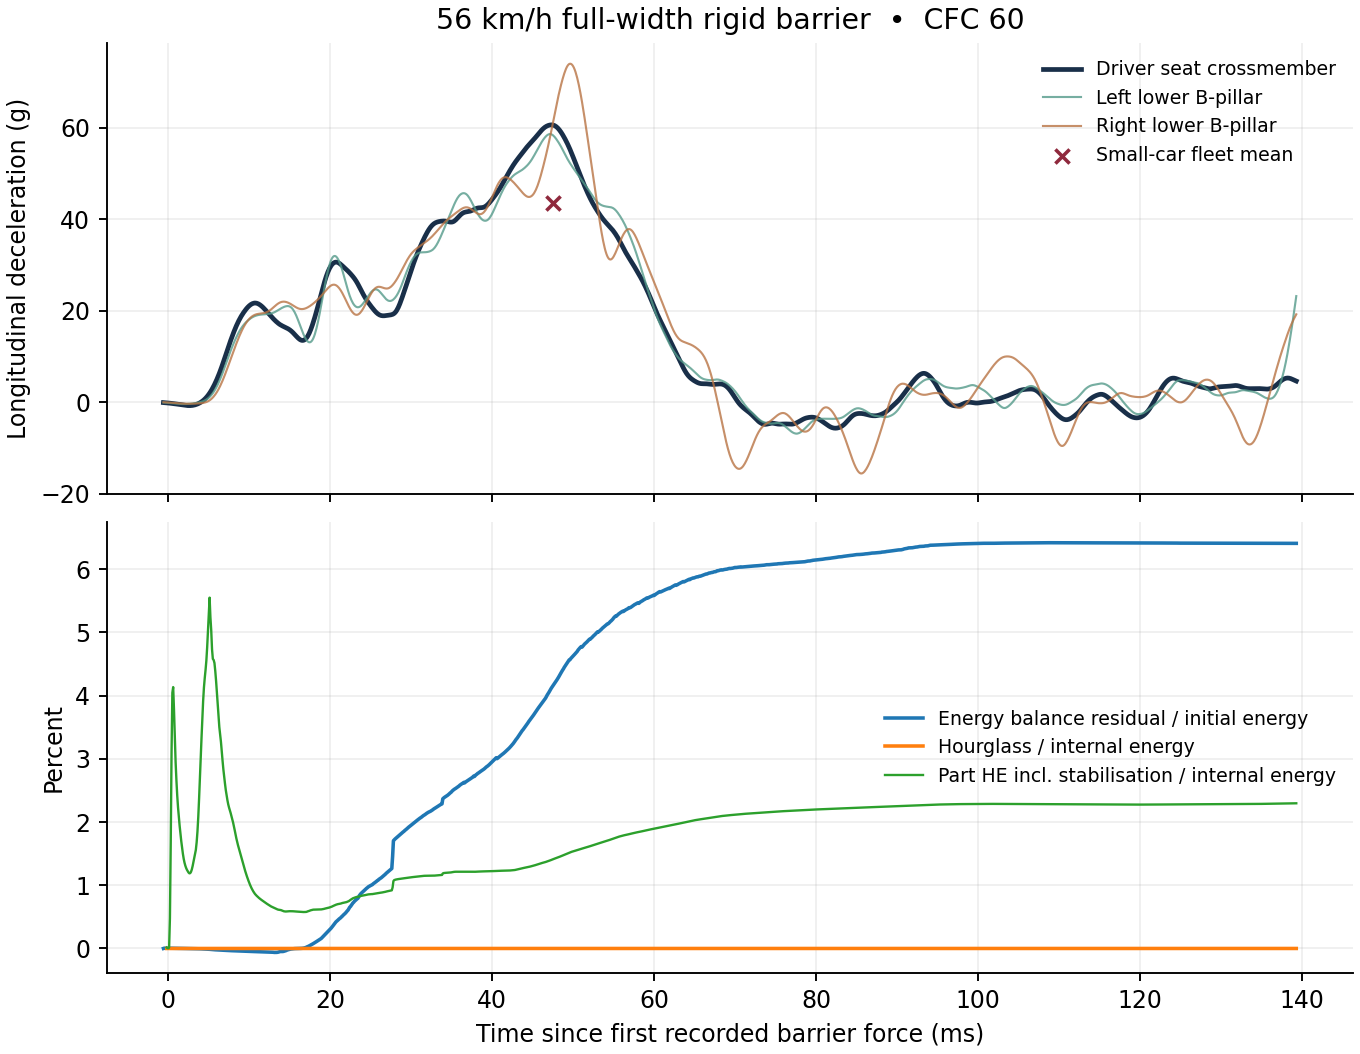 56 km/h full-width rigid barrier • CFC 60
Longitudinal deceleration (g)
60
40
20
0
−20
Driver seat crossmember
Left lower B-pillar
Right lower B-pillar
Small-car fleet mean
Percent
6
5
4
3
2
1
0
Energy balance residual / initial energy
Hourglass / internal energy
Part HE incl. stabilisation / internal energy
0 20 40 60 80 100 120 140
Time since first recorded barrier force (ms)